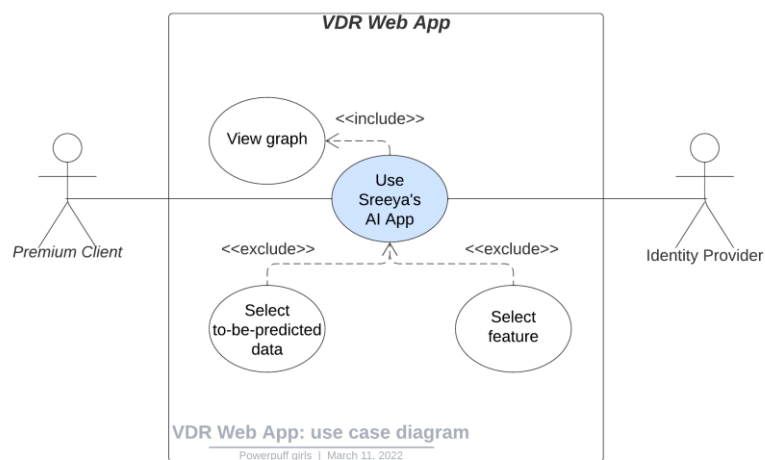 VDR Web App
<<include>>
View graph
Use
Sreeya's
AI App
Premium Client
Identity Provider
<<exclude>>
<<exclude>>
Select
to-be-predicted
data
Select
feature
VDR Web App: use case diagram
Powerpuff girls | March 11, 2022